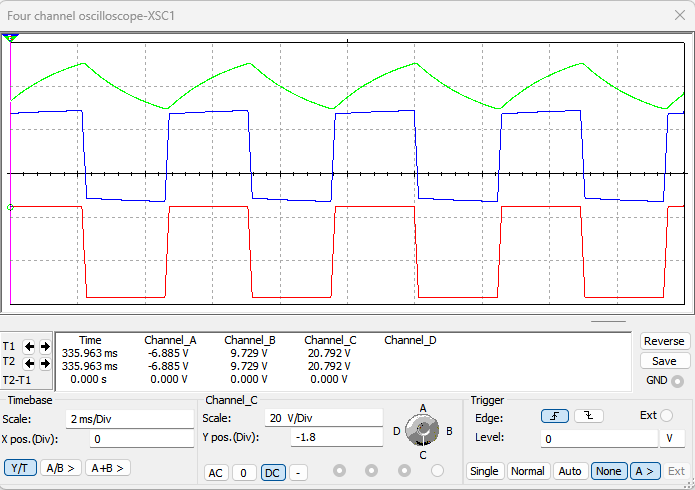 Four channel oscilloscope-XSC1
Time Channel_A Channel_B Channel_C Channel_D
T1 335.963 ms -6.885 V 9.729 V 20.792 V
T2 335.963 ms -6.885 V 9.729 V 20.792 V
T2-T1 0.000 s 0.000 V 0.000 V 0.000 V
Reverse
Save
GND
Timebase
Scale: 2 ms/Div
X pos.(Div): 0
Y/T A/B > A+B >
Channel_C
Scale: 20 V/Div
Y pos.(Div): -1.8
AC 0 DC -
A
D B
C
Trigger
Edge: Ext
Level: 0 V
Single Normal Auto None A > Ext